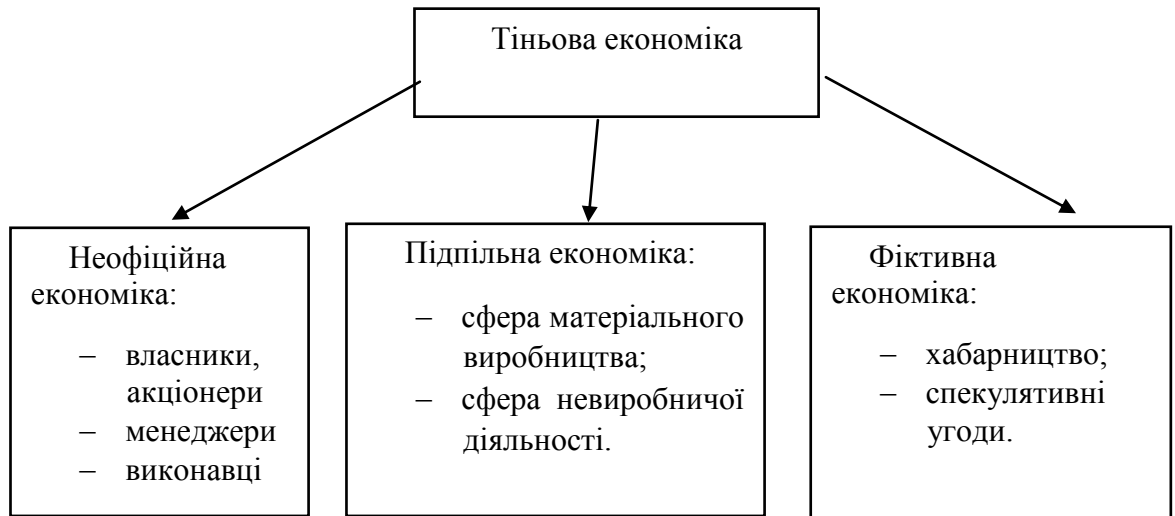 Тіньова економіка
Неофіційна
економіка:
– власники,
акціонери
– менеджери
– виконавці
Підпільна економіка:
– сфера матеріального
виробництва;
– сфера невиробничої
діяльності.
Фіктивна
економіка:
– хабарництво;
– спекулятивні
угоди.